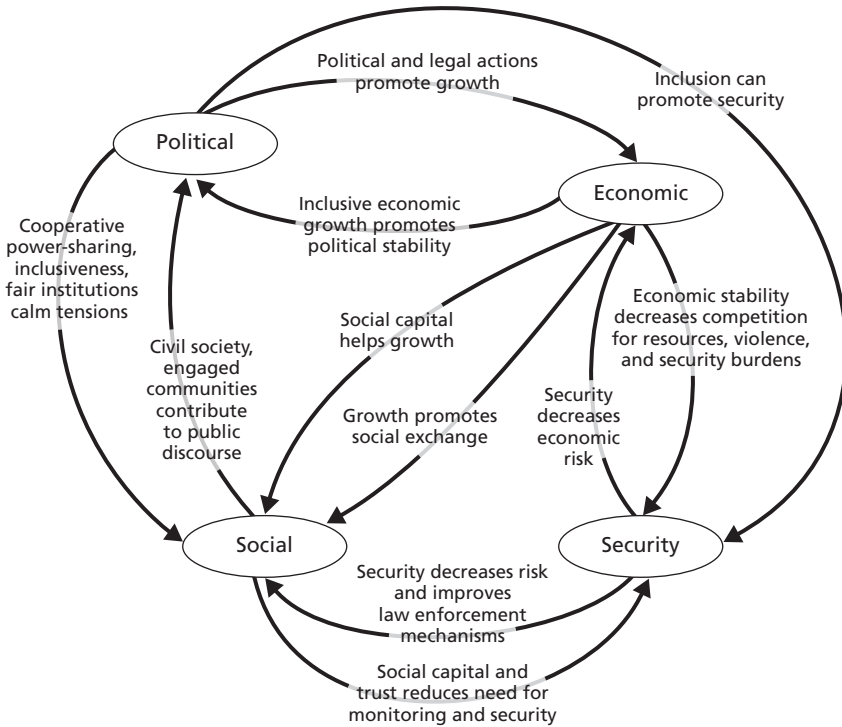 Political and legal actions
promote growth
Inclusion can
promote security
Political
Economic
Inclusive economic
growth promotes
political stability
Cooperative
power-sharing,
inclusiveness,
fair institutions
calm tensions
Economic stability
decreases competition
for resources, violence,
and security burdens
Social capital
helps growth
Civil society,
engaged
communities
contribute
to public
discourse
Growth promotes
social exchange
Security
decreases
economic
risk
Social
Security
Security decreases risk
and improves
law enforcement
mechanisms
Social capital and
trust reduces need for
monitoring and security